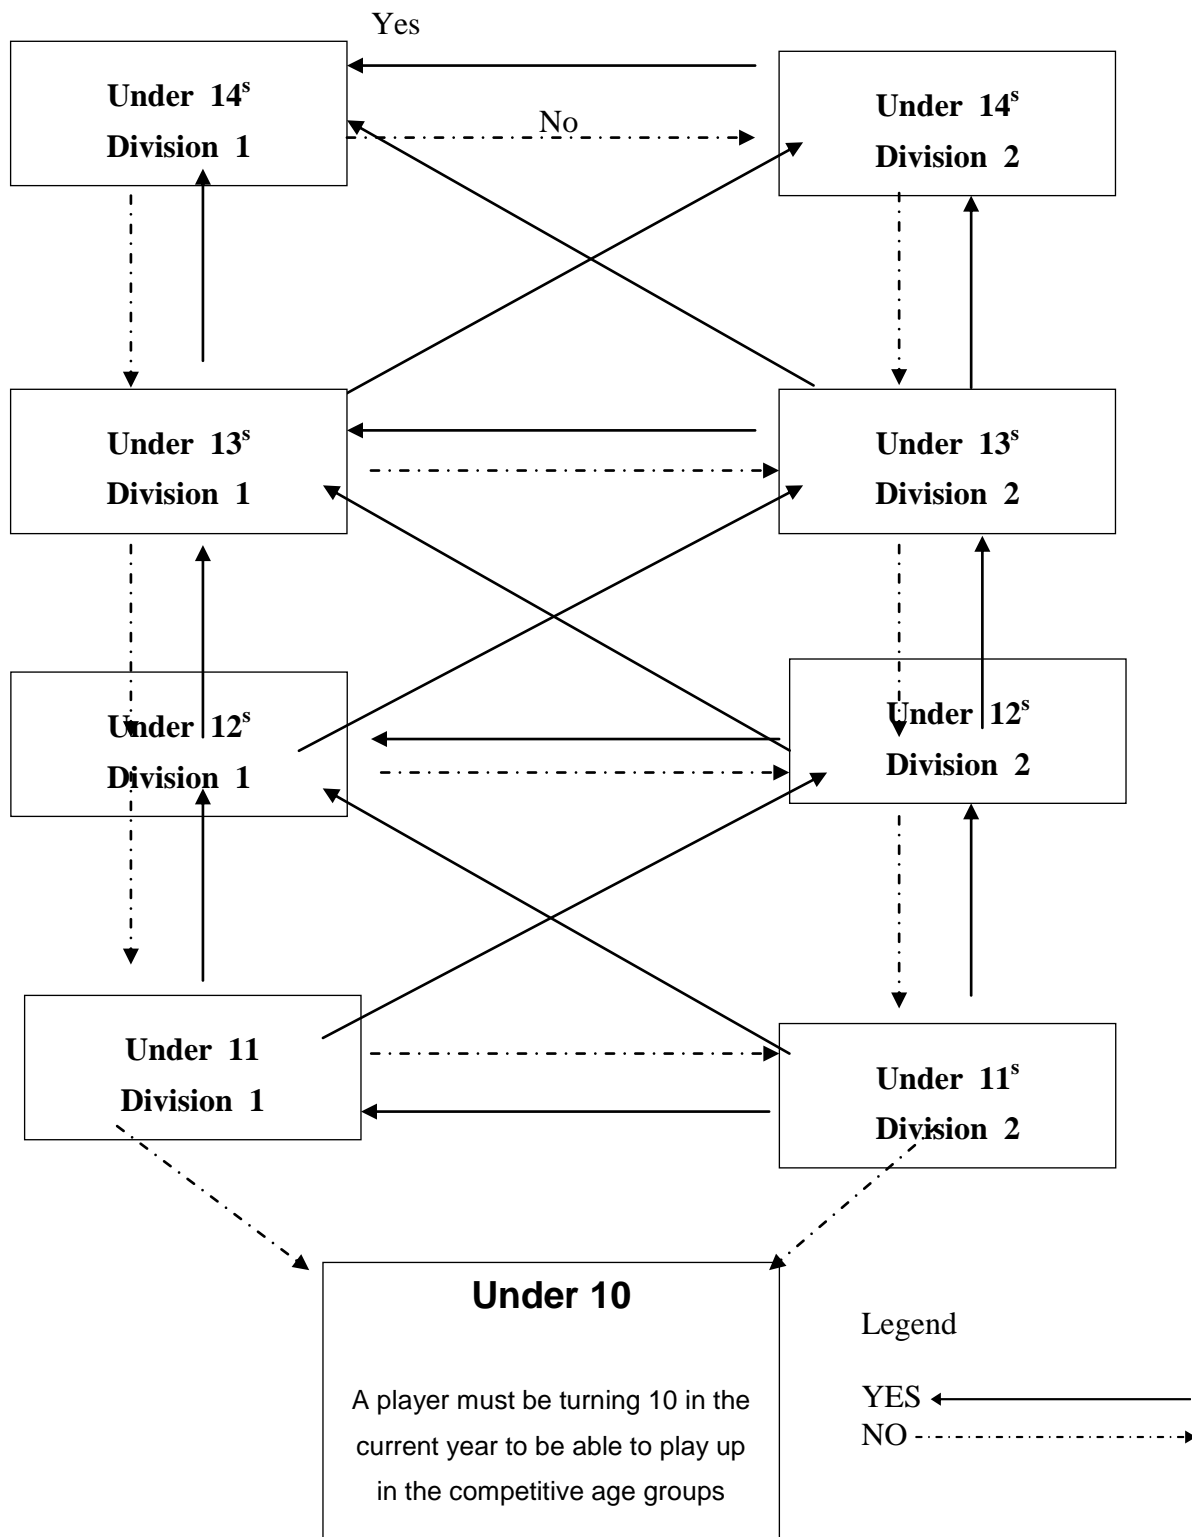 Yes
Under 14s
Division 1
Under 14s
Division 2
No
Under 13s
Division 1
Under 13s
Division 2
Under 12s
Division 1
Under 12s
Division 2
Under 11
Division 1
Under 11s
Division 2
Under 10
A player must be turning 10 in the
current year to be able to play up
in the competitive age groups
Legend
YES
NO